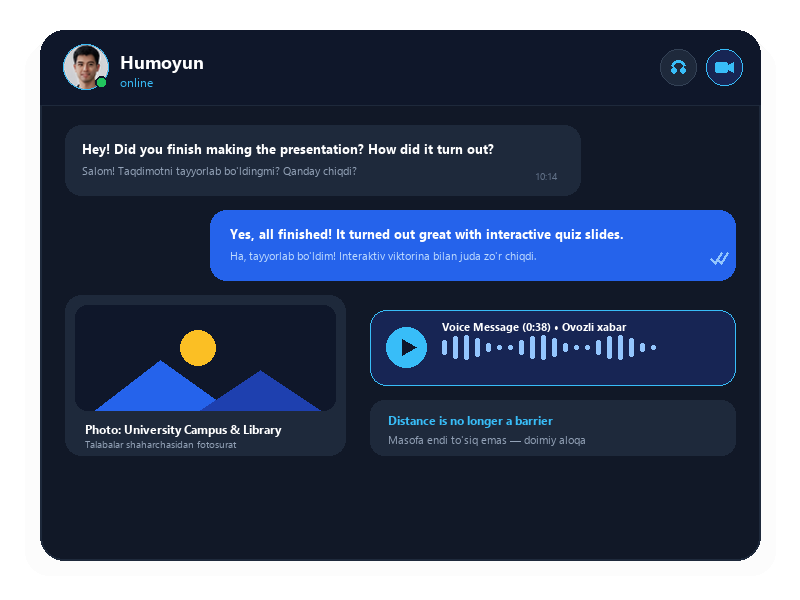 Humoyun
online
Hey! Did you finish making the presentation? How did it turn out?
Salom! Taqdimotni tayyorlab bo'ldingmi? Qanday chiqdi?
10:14
Yes, all finished! It turned out great with interactive quiz slides.
Ha, tayyorlab bo'ldim! Interaktiv viktorina bilan juda zo'r chiqdi.
Photo: University Campus & Library
Talabalar shaharchasidan fotosurat
Voice Message (0:38) • Ovozli xabar
Distance is no longer a barrier
Masofa endi to'siq emas — doimiy aloqa